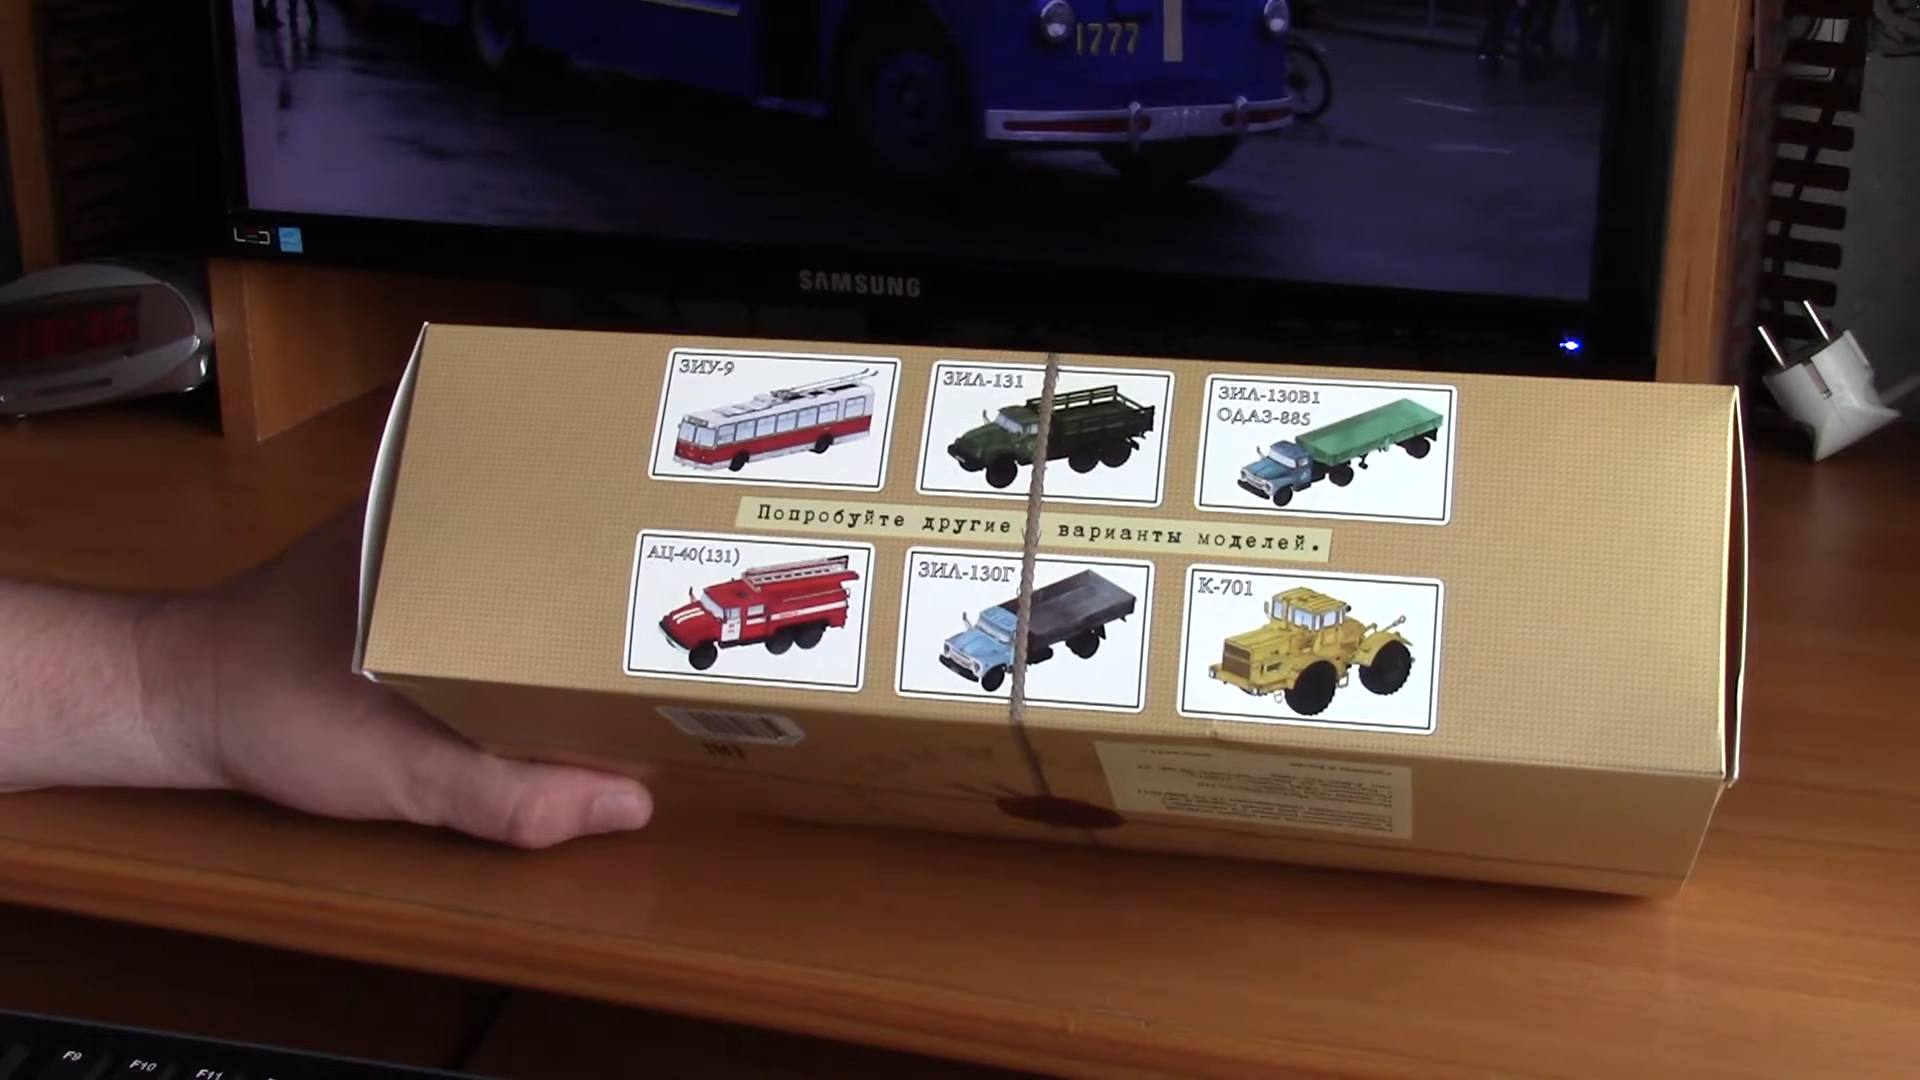 1777
SAMSUNG
ЗИУ-9
ЗИЛ-131
ЗИЛ-130В1
ОДАЗ-885
Попробуйте другие варианты моделей.
АЦ-40(131)
ЗИЛ-130Г
К-701
F9
F10
F11